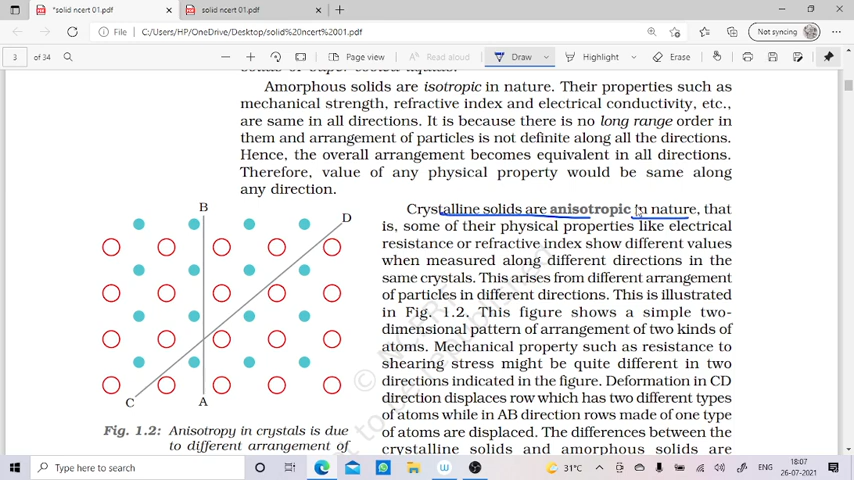 *solid ncert 01.pdf
solid ncert 01.pdf
File
C:/Users/HP/OneDrive/Desktop/solid%20ncert%2001.pdf
Not syncing
3 of 34
Page view
Read aloud
Draw
Highlight
Erase
solids or super cooled liquids.
Amorphous solids are isotropic in nature. Their properties such as
mechanical strength, refractive index and electrical conductivity, etc.,
are same in all directions. It is because there is no long range order in
them and arrangement of particles is not definite along all the directions.
Hence, the overall arrangement becomes equivalent in all directions.
Therefore, value of any physical property would be same along
any direction.
B
D
C
A
Fig. 1.2: Anisotropy in crystals is due
to different arrangement of
Crystalline solids are anisotropic in nature, that
is, some of their physical properties like electrical
resistance or refractive index show different values
when measured along different directions in the
same crystals. This arises from different arrangement
of particles in different directions. This is illustrated
in Fig. 1.2. This figure shows a simple two-
dimensional pattern of arrangement of two kinds of
atoms. Mechanical property such as resistance to
shearing stress might be quite different in two
directions indicated in the figure. Deformation in CD
direction displaces row which has two different types
of atoms while in AB direction rows made of one type
of atoms are displaced. The differences between the
crystalline solids and amorphous solids are
© NCERT
not to be republished
Type here to search
31°C
ENG
18:07
26-07-2021